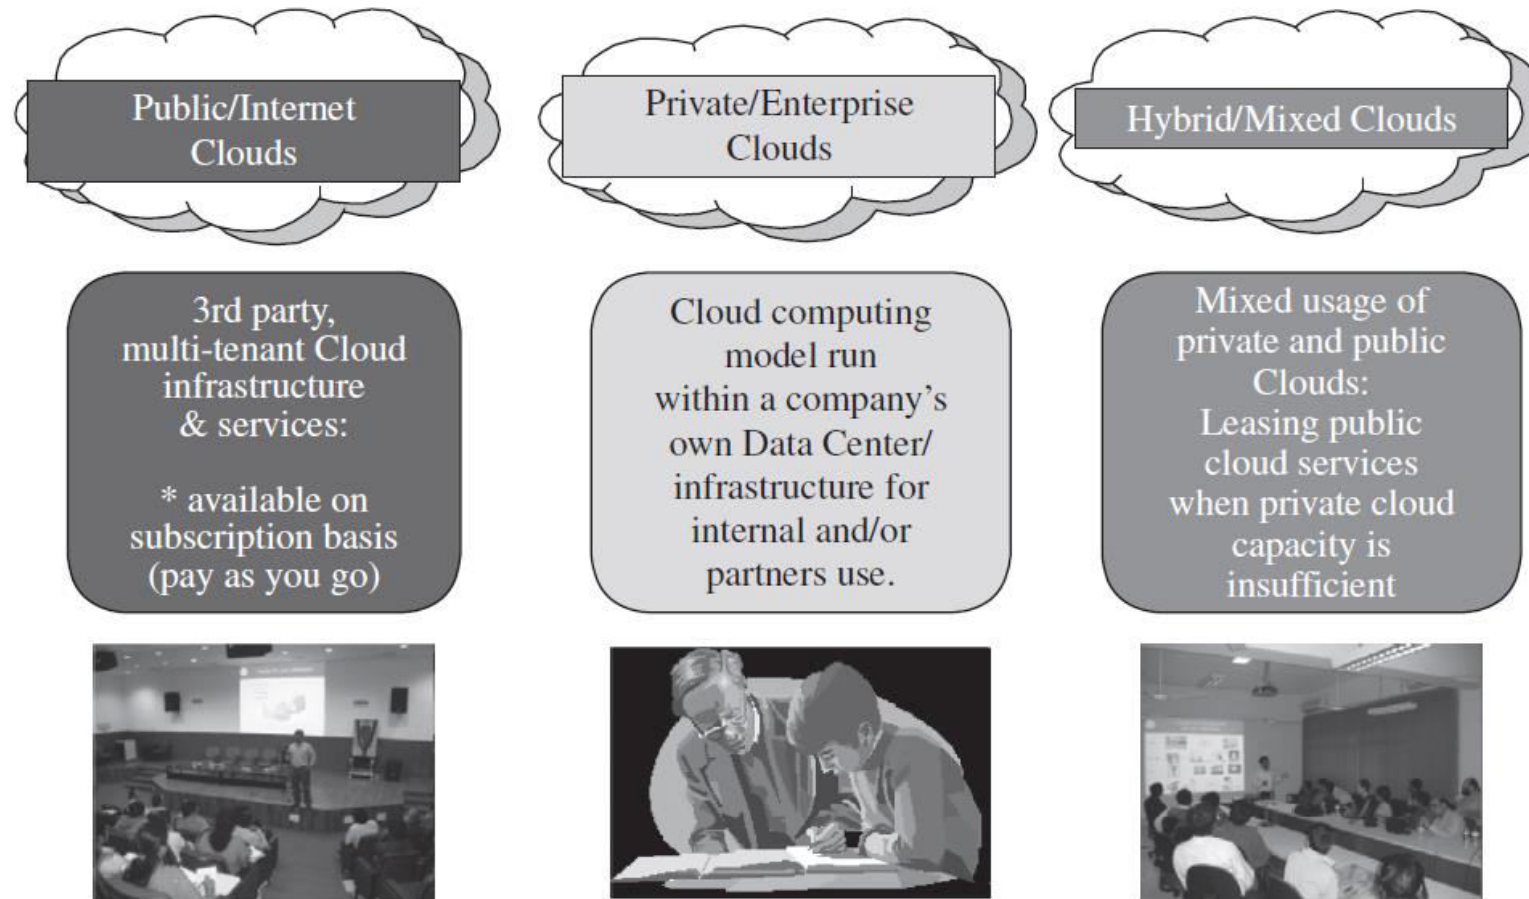 Public/Internet
Clouds
Private/Enterprise
Clouds
Hybrid/Mixed Clouds
3rd party,
multi-tenant Cloud
infrastructure
& services:
* available on
subscription basis
(pay as you go)
Cloud computing
model run
within a company’s
own Data Center/
infrastructure for
internal and/or
partners use.
Mixed usage of
private and public
Clouds:
Leasing public
cloud services
when private cloud
capacity is
insufficient